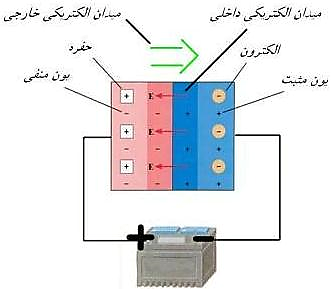 میدان الکتریکی داخلی
میدان الکتریکی خارجی
حفره
الکترون
یون منفی
یون مثبت
+ E −
− − + +
+ E −
− − + +
+ E −
− − + +
+ −